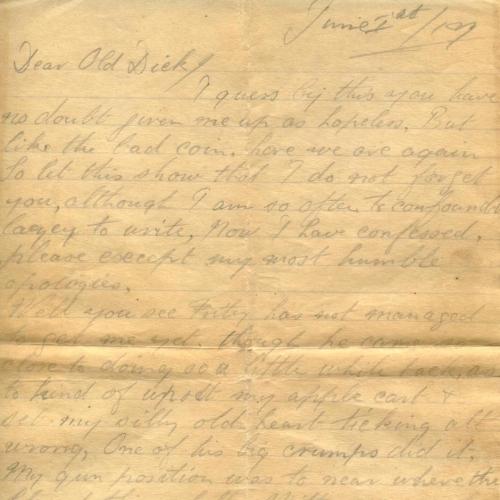 June 1st/17
Dear Old Dick/
I guess by this you have
no doubt given me up as hopeless. But
like the bad coin. here we are again
So let this show that I do not forget
you, although I am so often to confounded
laezy to write, Now I have confessed,
please except my most humble
apologies.
Well you see Fritz has not managed
to get me yet. though he came
close to doing so a little while back, as
to kind of upset my apple cart &
set my silly old heart ticking all
wrong, One of his big crumps did it.
My gun position was to near where the